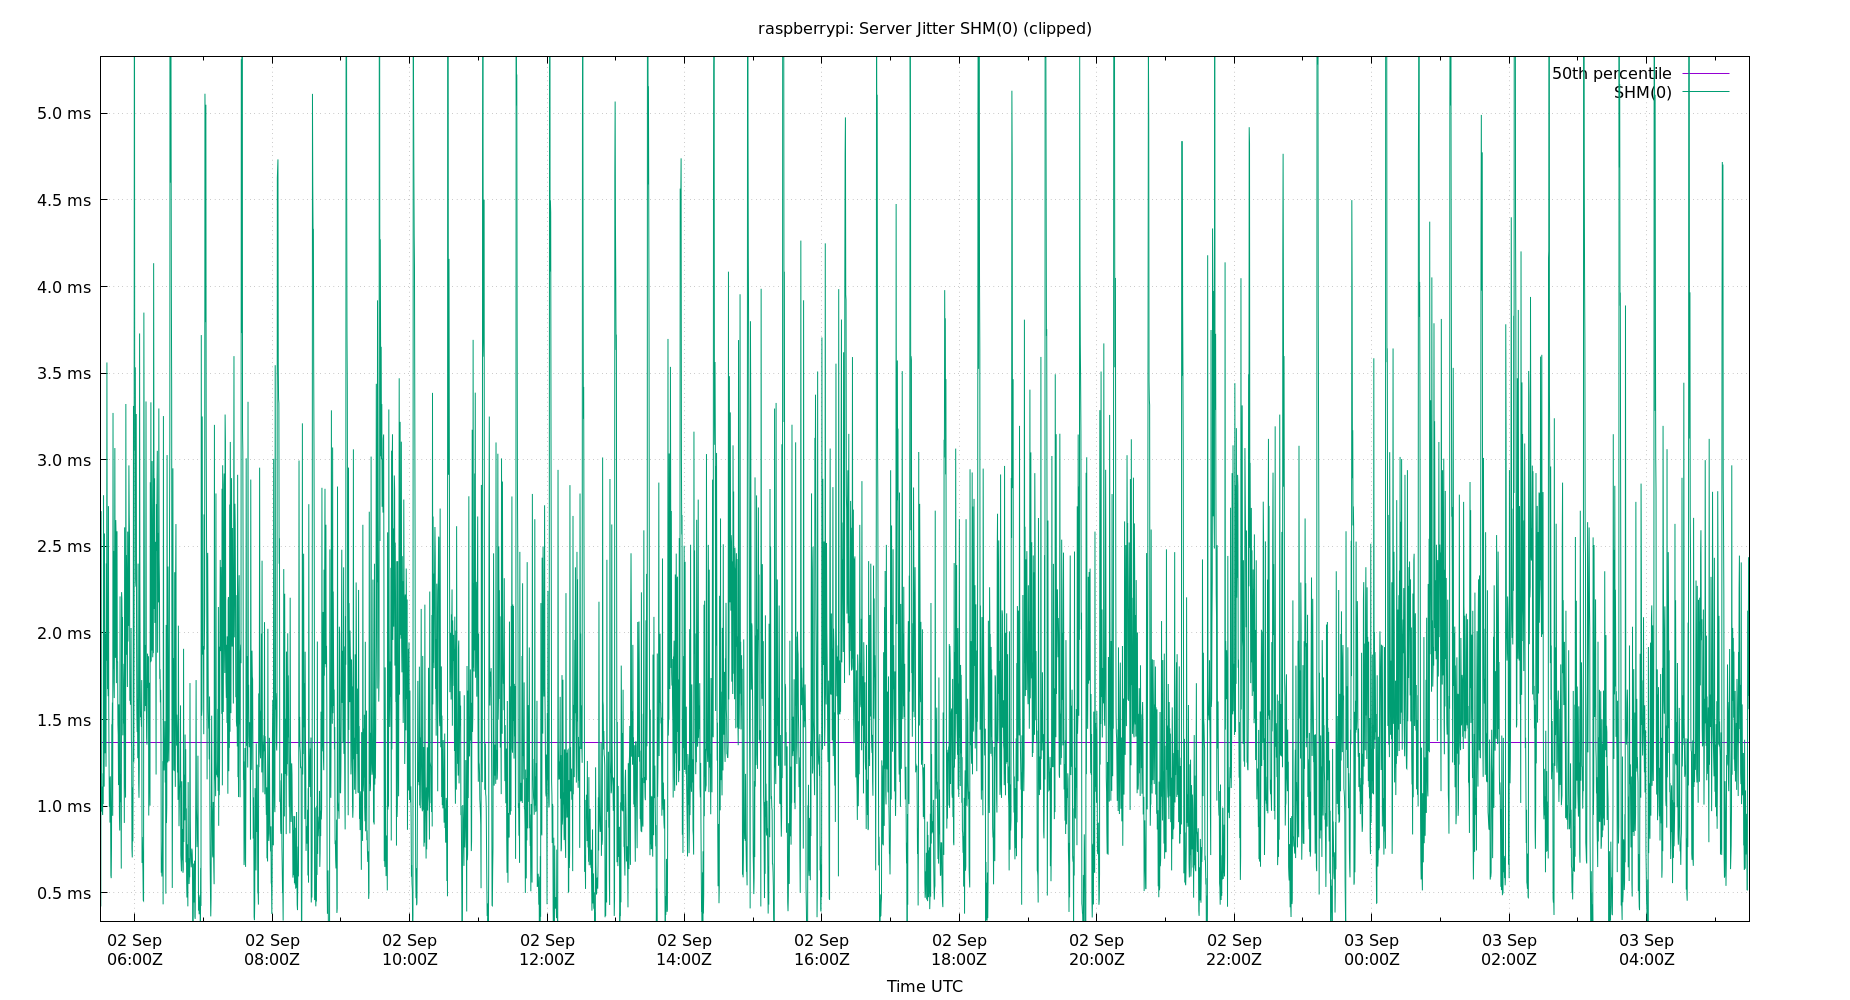 raspberrypi: Server Jitter SHM(0) (clipped)
50th percentile
SHM(0)
5.0 ms
4.5 ms
4.0 ms
3.5 ms
3.0 ms
2.5 ms
2.0 ms
1.5 ms
1.0 ms
0.5 ms
02 Sep 02 Sep 02 Sep 02 Sep 02 Sep 02 Sep 02 Sep 02 Sep 02 Sep 03 Sep 03 Sep 03 Sep
06:00Z 08:00Z 10:00Z 12:00Z 14:00Z 16:00Z 18:00Z 20:00Z 22:00Z 00:00Z 02:00Z 04:00Z
Time UTC